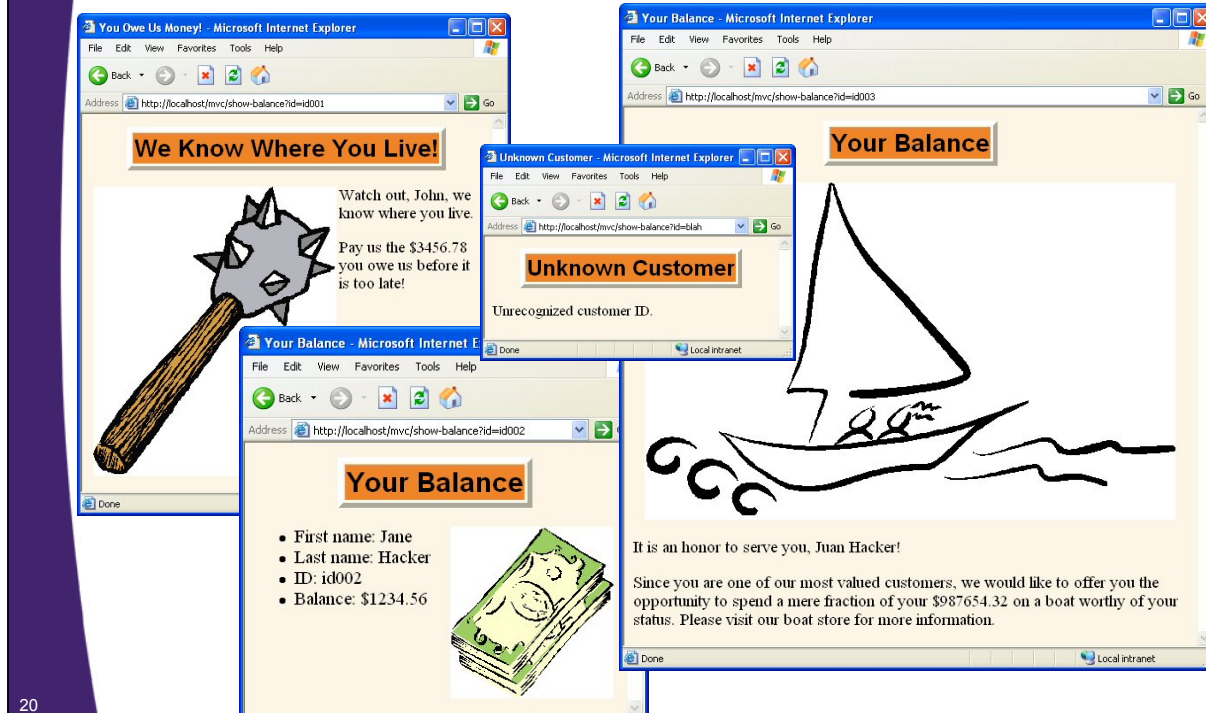 You Owe Us Money! - Microsoft Internet Explorer
File Edit View Favorites Tools Help
Back
Address http://localhost/mvc/show-balance?id=id001 Go
We Know Where You Live!
Watch out, John, we
know where you live.
Pay us the $3456.78
you owe us before it
is too late!
Done
Unknown Customer - Microsoft Internet Explorer
File Edit View Favorites Tools Help
Back
Address http://localhost/mvc/show-balance?id=blah Go
Unknown Customer
Unrecognized customer ID.
Done Local intranet
Your Balance - Microsoft Internet
File Edit View Favorites Tools Help
Back
Address http://localhost/mvc/show-balance?id=id002
Your Balance
• First name: Jane
• Last name: Hacker
• ID: id002
• Balance: $1234.56
Your Balance - Microsoft Internet Explorer
File Edit View Favorites Tools Help
Back
Address http://localhost/mvc/show-balance?id=id003 Go
Your Balance
It is an honor to serve you, Juan Hacker!
Since you are one of our most valued customers, we would like to offer you the
opportunity to spend a mere fraction of your $987654.32 on a boat worthy of your
status. Please visit our boat store for more information.
Done Local intranet
20